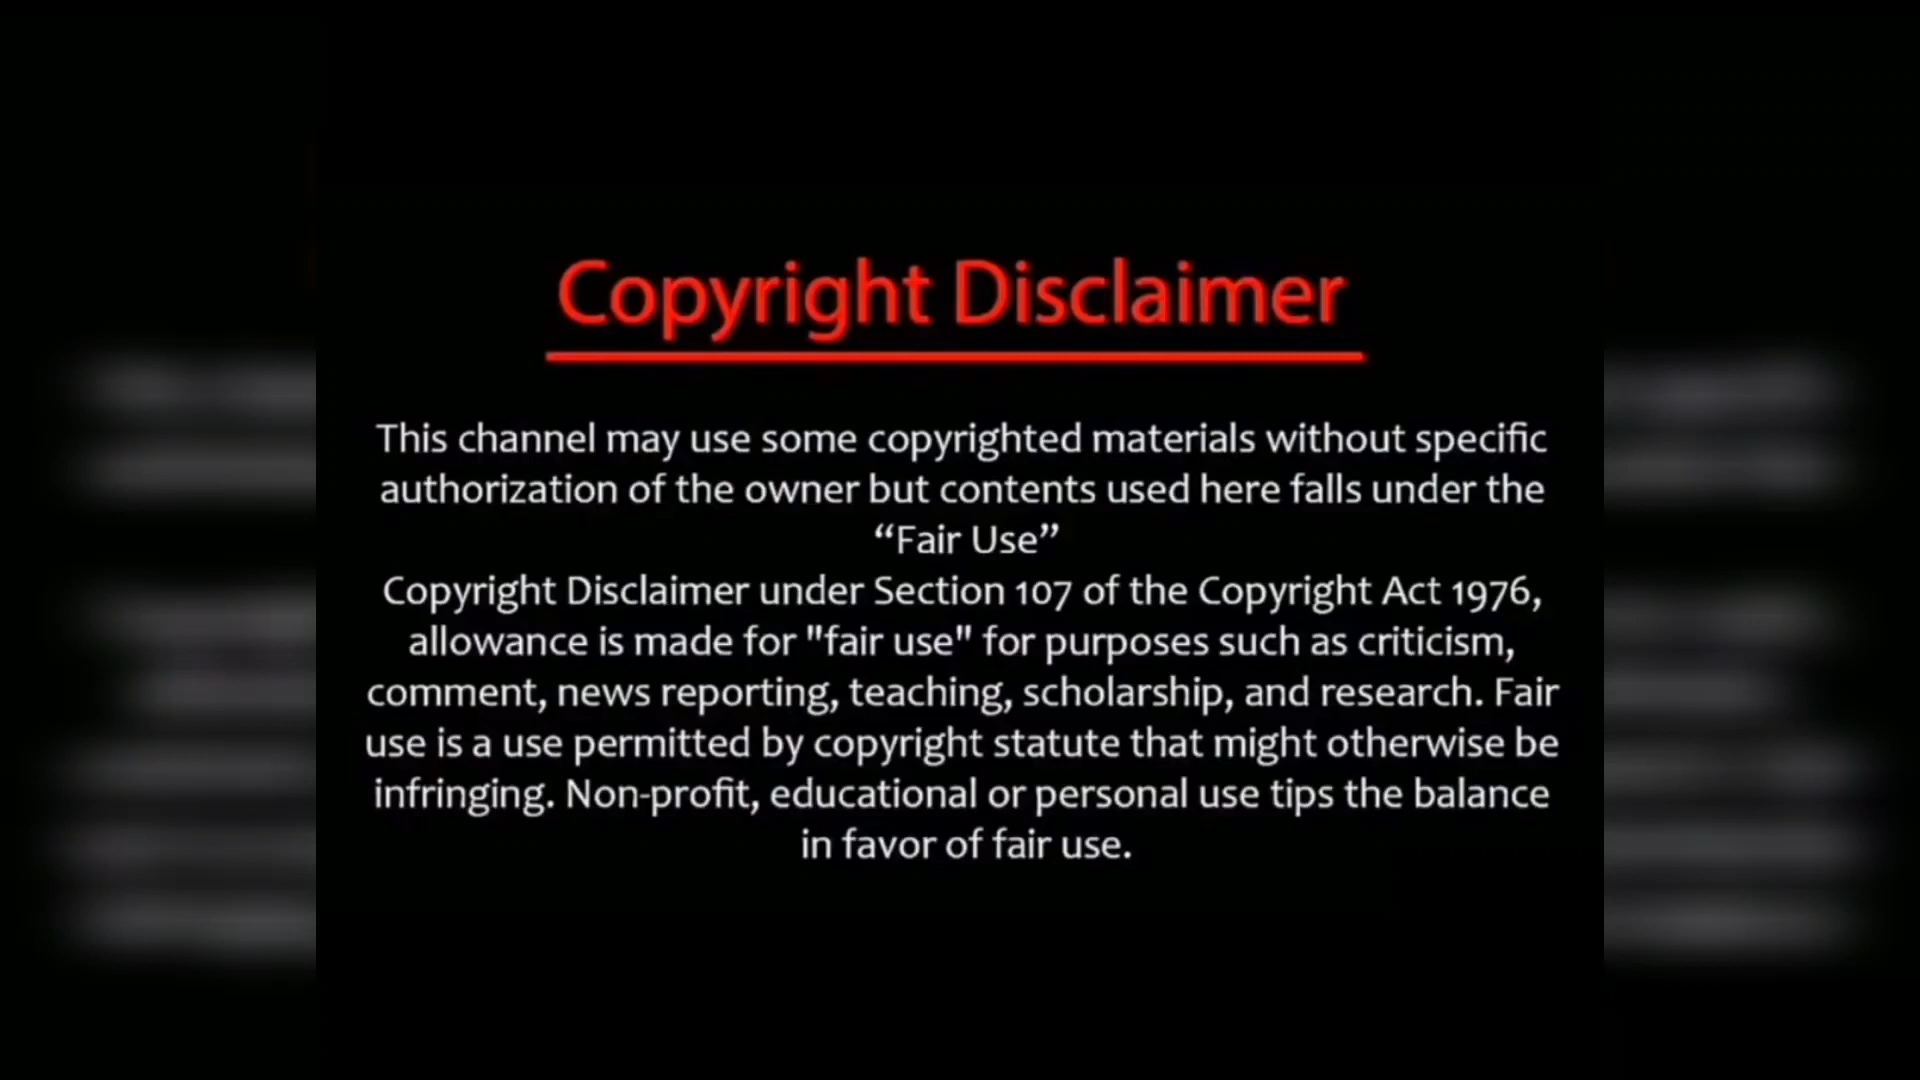 Copyright Disclaimer
This channel may use some copyrighted materials without specific
authorization of the owner but contents used here falls under the
“Fair Use”
Copyright Disclaimer under Section 107 of the Copyright Act 1976,
allowance is made for "fair use" for purposes such as criticism,
comment, news reporting, teaching, scholarship, and research. Fair
use is a use permitted by copyright statute that might otherwise be
infringing. Non-profit, educational or personal use tips the balance
in favor of fair use.